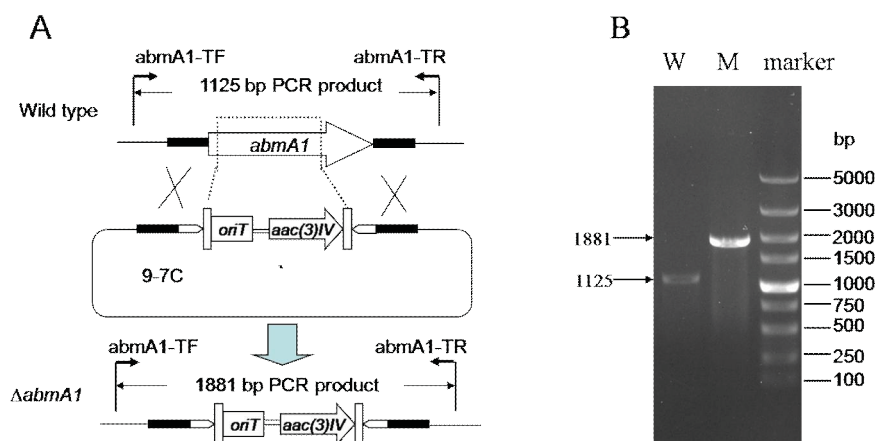 A
abmA1-TF
abmA1-TR
1125 bp PCR product
Wild type
abmA1
oriT
aac(3)IV
9-7C
abmA1-TF
abmA1-TR
1881 bp PCR product
ΔabmA1
oriT
aac(3)IV
B
W M marker
bp
5000
3000
1881
2000
1500
1125
1000
750
500
250
100